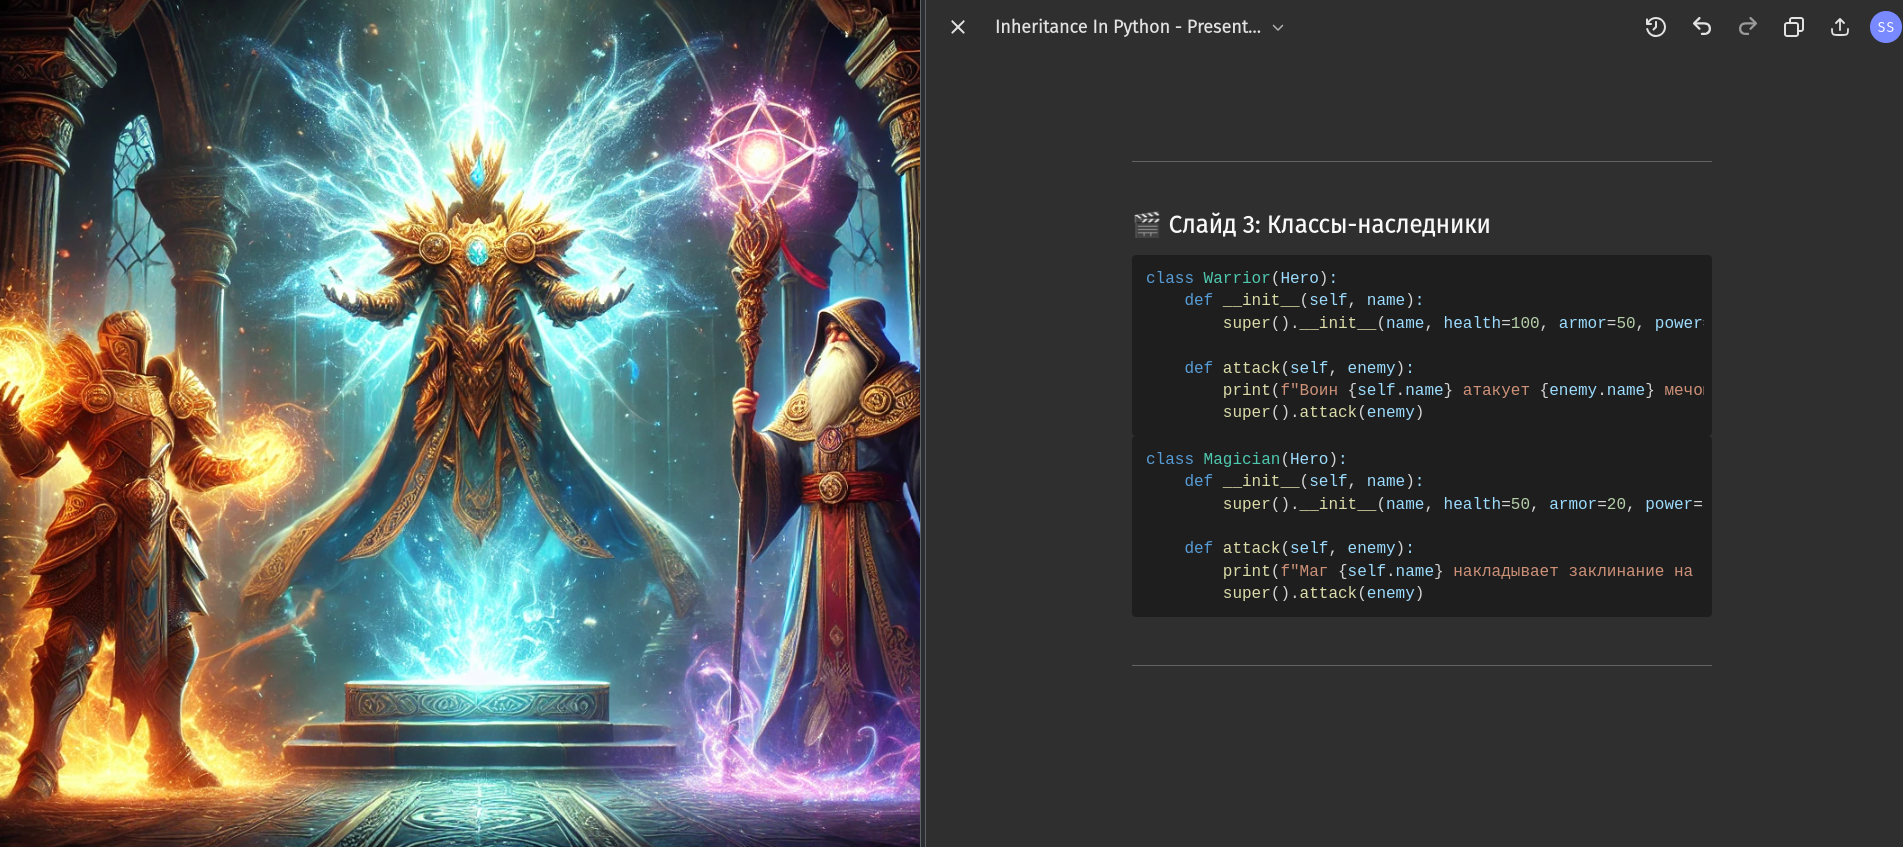 Inheritance In Python - Present...
SS
🎬 Слайд 3: Классы-наследники
class Warrior(Hero):
    def __init__(self, name):
        super().__init__(name, health=100, armor=50, power=
    def attack(self, enemy):
        print(f"Воин {self.name} атакует {enemy.name} мечо
        super().attack(enemy)
class Magician(Hero):
    def __init__(self, name):
        super().__init__(name, health=50, armor=20, power=
    def attack(self, enemy):
        print(f"Маг {self.name} накладывает заклинание на
        super().attack(enemy)